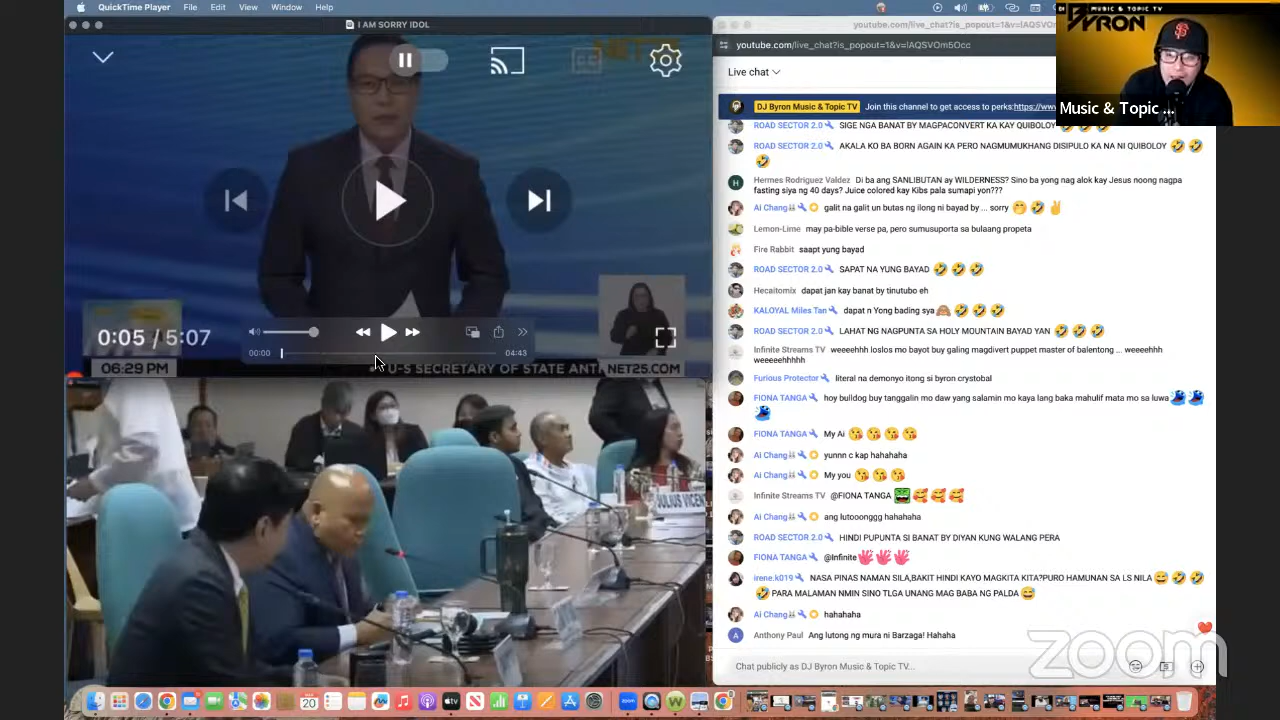 QuickTime Player File Edit View Window Help
I AM SORRY IDOL
youtube.com/live_chat?is_popout=1&v=lAQSVOm5Occ
Live chat
DJ Byron Music & Topic TV Join this channel to get access to perks:https://www
ROAD SECTOR 2.0 SIGE NGA BANAT BY MAGPACONVERT KA KAY QUIBOLOY 🤣🤣🤣
ROAD SECTOR 2.0 AKALA KO BA BORN AGAIN KA PERO NAGMUMUKHANG DISIPULO KA NA NI QUIBOLOY 🤣🤣
🤣
Hermes Rodriguez Valdez Di ba ang SANLIBUTAN ay WILDERNESS? Sino ba yong nag alok kay Jesus noong nagpa
fasting siya ng 40 days? Juice colored kay Kibs pala sumapi yon???
Ai Chang galit na galit un butas ng ilong ni bayad by ... sorry 🤭🤣✌
Lemon-Lime may pa-bible verse pa, pero sumusuporta sa bulaang propeta
Fire Rabbit saapt yung bayad
ROAD SECTOR 2.0 SAPAT NA YUNG BAYAD 🤣🤣🤣
Hecaitomix dapat jan kay banat by tinutubo eh
KALOYAL Miles Tan dapat n Yong bading sya🙈🤣🤣🤣
ROAD SECTOR 2.0 LAHAT NG NAGPUNTA SA HOLY MOUNTAIN BAYAD YAN 🤣🤣🤣
Infinite Streams TV weeeehhh loslos mo bayot buy galing magdivert puppet master of balentong ... weeeehhh
weeeeehhhhh
Furious Protector literal na demonyo itong si byron crystobal
FIONA TANGA hoy bulldog buy tanggalin mo daw yang salamin mo kaya lang baka mahulif mata mo sa luwa
FIONA TANGA My Ai 😘😘😘😘
Ai Chang yunnn c kap hahahaha
Ai Chang My you 😘😘😘
Infinite Streams TV @FIONA TANGA 🥰🥰🥰
Ai Chang ang lutooonggg hahahaha
ROAD SECTOR 2.0 HINDI PUPUNTA SI BANAT BY DIYAN KUNG WALANG PERA
FIONA TANGA @Infinite
irene.k019 NASA PINAS NAMAN SILA,BAKIT HINDI KAYO MAGKITA KITA?PURO HAMUNAN SA LS NILA😅🤣🤣
🤣PARA MALAMAN NMIN SINO TLGA UNANG MAG BABA NG PALDA😅
Ai Chang hahahaha
Anthony Paul Ang lutong ng mura ni Barzaga! Hahaha
Chat publicly as DJ Byron Music & Topic TV...
MUSIC & TOPIC TV
BYRON
Music & Topic ...
0:05 / 5:07
00:00
04:43
06:29 PM
U-S SECRETARY OF STATE ANT
NET25.COM
JULIUS VICENT
zoom
20